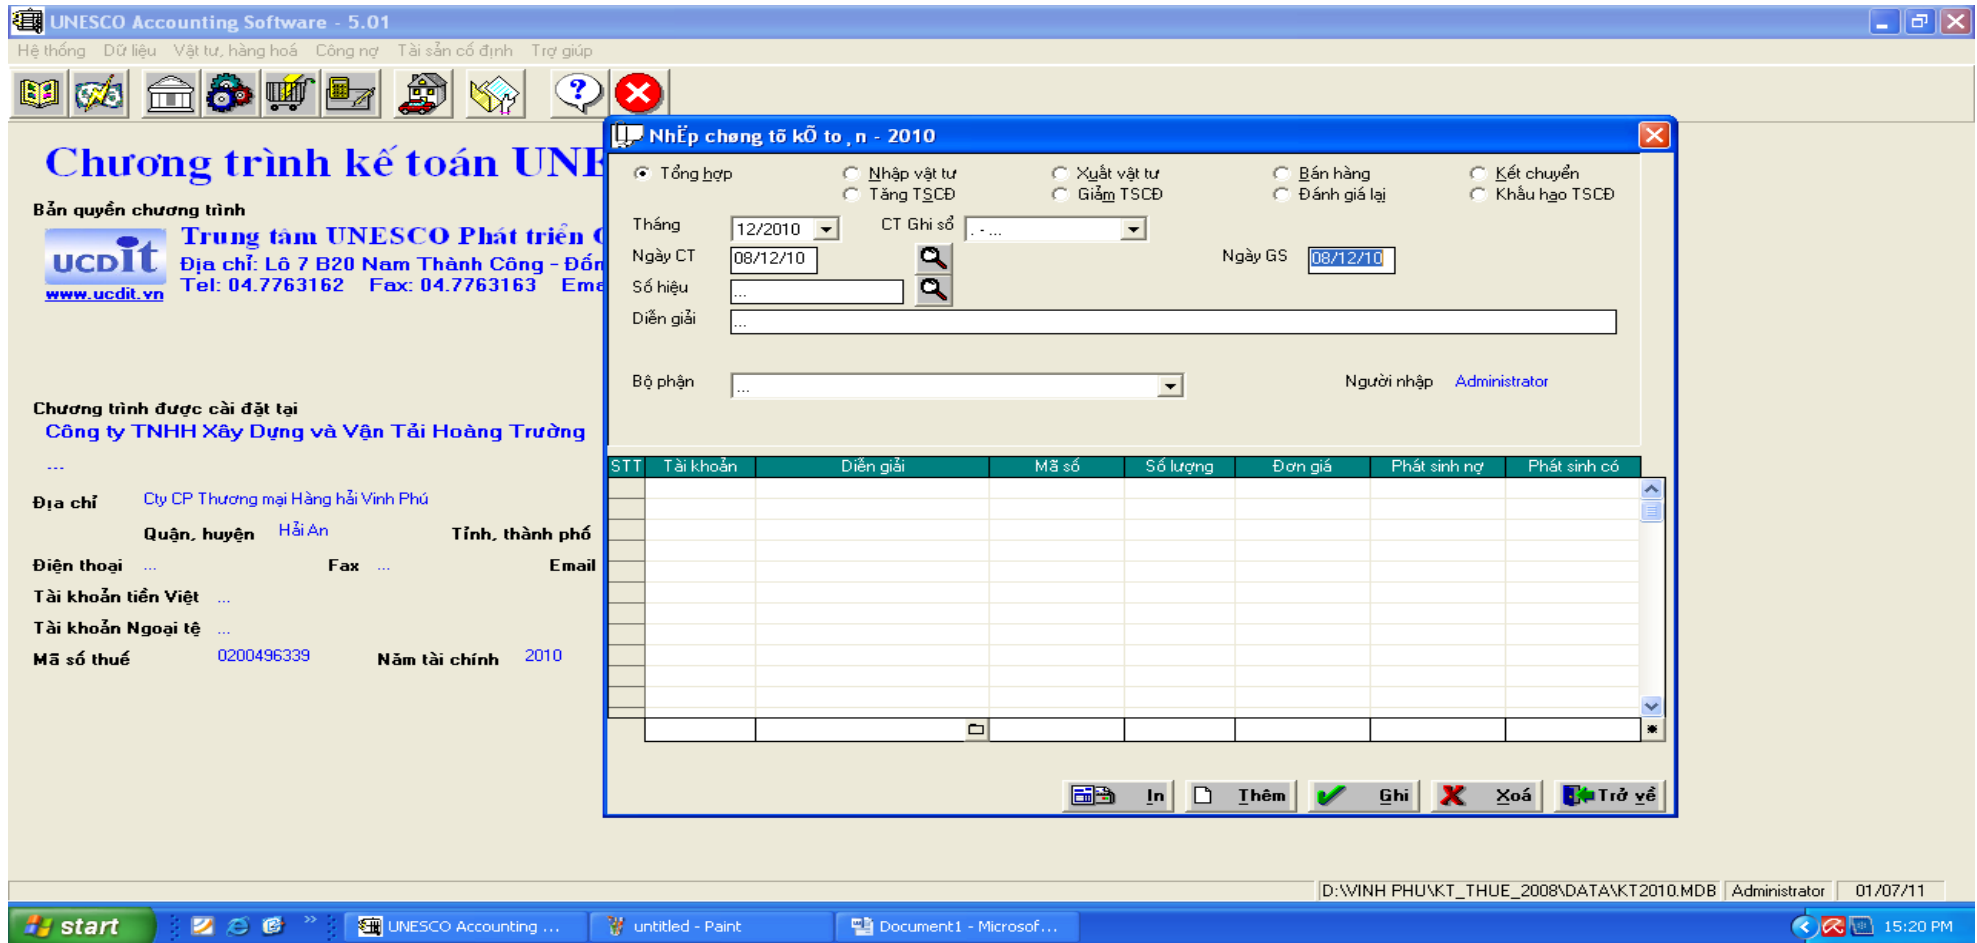 UNESCO Accounting Software - 5.01
Hệ thống Dữ liệu Vật tư, hàng hoá Công nợ Tài sản cố định Trợ giúp
Chương trình kế toán UNE
Bản quyền chương trình
Trung tâm UNESCO Phát triển C
UCDIT
Địa chỉ: Lô 7 B20 Nam Thành Công - Đốn
www.ucdit.vn
Tel: 04.7763162 Fax: 04.7763163 Ema
Chương trình được cài đặt tại
Công ty TNHH Xây Dựng và Vận Tải Hoàng Trường
...
Địa chỉ Cty CP Thương mại Hàng hải Vinh Phú
Quận, huyện Hải An Tỉnh, thành phố
Điện thoại ... Fax ... Email
Tài khoản tiền Việt ...
Tài khoản Ngoại tệ ...
Mã số thuế 0200496339 Năm tài chính 2010
NhËp chøng tõ kÕ to¸n - 2010
Tổng hợp Nhập vật tư Xuất vật tư Bán hàng Kết chuyển
Tăng TSCĐ Giảm TSCĐ Đánh giá lại Khấu hao TSCĐ
Tháng 12/2010 CT Ghi sổ . - ...
Ngày CT 08/12/10 Ngày GS 08/12/10
Số hiệu ...
Diễn giải ...
Bộ phận ... Người nhập Administrator
STT Tài khoản Diễn giải Mã số Số lượng Đơn giá Phát sinh nợ Phát sinh có
In Thêm Ghi Xoá Trở về
D:\VINH PHU\KT_THUE_2008\DATA\KT2010.MDB Administrator 01/07/11
start UNESCO Accounting ... untitled - Paint Document1 - Microsof... 15:20 PM